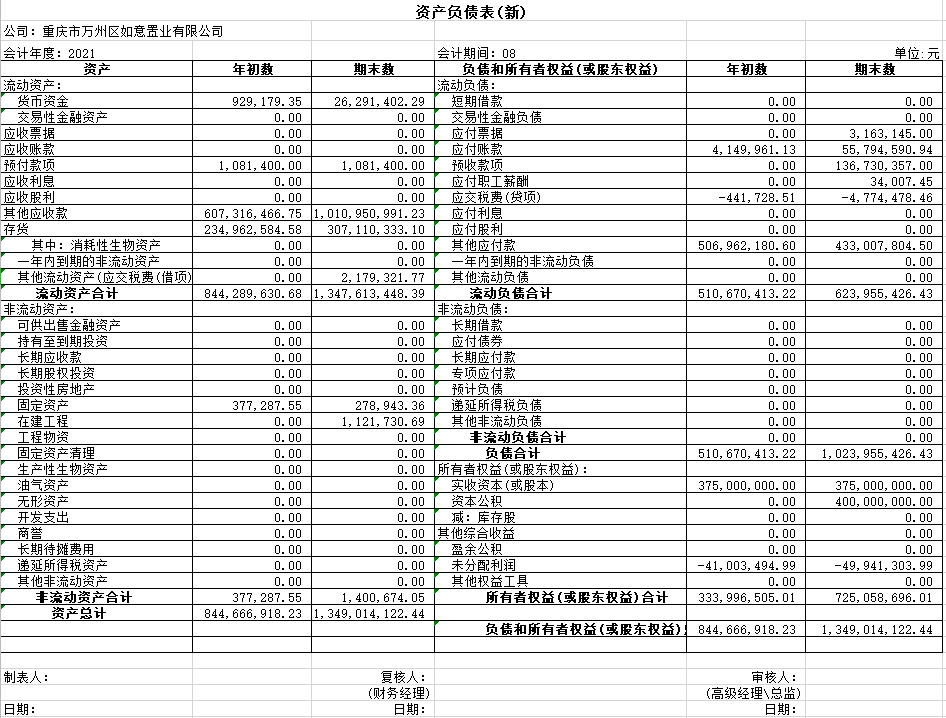 资产负债表(新)
公司：重庆市万州区如意置业有限公司
会计年度：2021 会计期间：08 单位：元
资产 年初数 期末数 负债和所有者权益(或股东权益) 年初数 期末数
流动资产： 流动负债：
货币资金 929,179.35 26,291,402.29 短期借款 0.00 0.00
交易性金融资产 0.00 0.00 交易性金融负债 0.00 0.00
应收票据 0.00 0.00 应付票据 0.00 3,163,145.00
应收账款 0.00 0.00 应付账款 4,149,961.13 55,794,590.94
预付款项 1,081,400.00 1,081,400.00 预收款项 0.00 136,730,357.00
应收利息 0.00 0.00 应付职工薪酬 0.00 34,007.45
应收股利 0.00 0.00 应交税费(贷项) -441,728.51 -4,774,478.46
其他应收款 607,316,466.75 1,010,950,991.23 应付利息 0.00 0.00
存货 234,962,584.58 307,110,333.10 应付股利 0.00 0.00
其中：消耗性生物资产 0.00 0.00 其他应付款 506,962,180.60 433,007,804.50
一年内到期的非流动资产 0.00 0.00 一年内到期的非流动负债 0.00 0.00
其他流动资产(应交税费(借项) 0.00 2,179,321.77 其他流动负债 0.00 0.00
流动资产合计 844,289,630.68 1,347,613,448.39 流动负债合计 510,670,413.22 623,955,426.43
非流动资产： 非流动负债：
可供出售金融资产 0.00 0.00 长期借款 0.00 0.00
持有至到期投资 0.00 0.00 应付债券 0.00 0.00
长期应收款 0.00 0.00 长期应付款 0.00 0.00
长期股权投资 0.00 0.00 专项应付款 0.00 0.00
投资性房地产 0.00 0.00 预计负债 0.00 0.00
固定资产 377,287.55 278,943.36 递延所得税负债 0.00 0.00
在建工程 0.00 1,121,730.69 其他非流动负债 0.00 0.00
工程物资 0.00 0.00 非流动负债合计 0.00 0.00
固定资产清理 0.00 0.00 负债合计 510,670,413.22 1,023,955,426.43
生产性生物资产 0.00 0.00 所有者权益(或股东权益)：
油气资产 0.00 0.00 实收资本(或股本) 375,000,000.00 375,000,000.00
无形资产 0.00 0.00 资本公积 0.00 400,000,000.00
开发支出 0.00 0.00 减：库存股 0.00 0.00
商誉 0.00 0.00 其他综合收益 0.00 0.00
长期待摊费用 0.00 0.00 盈余公积 0.00 0.00
递延所得税资产 0.00 0.00 未分配利润 -41,003,494.99 -49,941,303.99
其他非流动资产 0.00 0.00 其他权益工具 0.00 0.00
非流动资产合计 377,287.55 1,400,674.05 所有者权益(或股东权益)合计 333,996,505.01 725,058,696.01
资产总计 844,666,918.23 1,349,014,122.44
负债和所有者权益(或股东权益) 844,666,918.23 1,349,014,122.44
制表人： 复核人： 审核人：
(财务经理) (高级经理\总监)
日期： 日期： 日期：